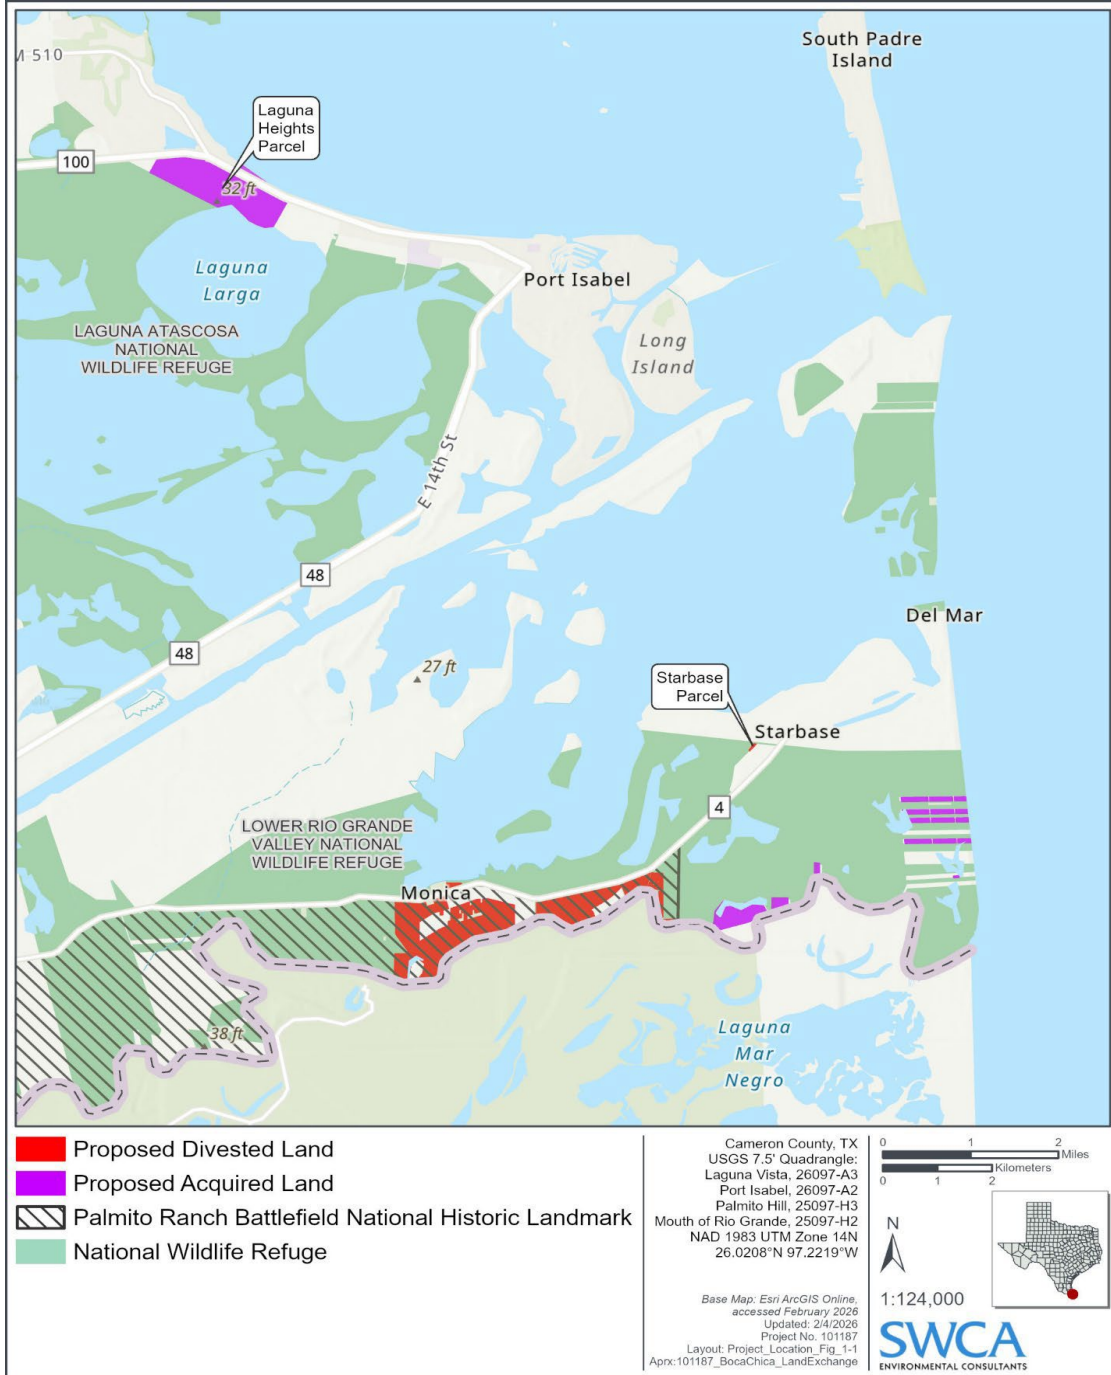 South Padre
Island
M 510
Laguna
Heights
Parcel
100
32 ft
Laguna
Larga
Port Isabel
LAGUNA ATASCOSA
NATIONAL
WILDLIFE REFUGE
Long
Island
E 14th St
48
Del Mar
48
27 ft
Starbase
Parcel
Starbase
4
LOWER RIO GRANDE
VALLEY NATIONAL
WILDLIFE REFUGE
Monica
38 ft
Laguna
Mar
Negro
Proposed Divested Land
Proposed Acquired Land
Palmito Ranch Battlefield National Historic Landmark
National Wildlife Refuge
Cameron County, TX
USGS 7.5' Quadrangle:
Laguna Vista, 26097-A3
Port Isabel, 26097-A2
Palmito Hill, 25097-H3
Mouth of Rio Grande, 25097-H2
NAD 1983 UTM Zone 14N
26.0208°N 97.2219°W
Base Map: Esri ArcGIS Online,
accessed February 2026
Updated: 2/4/2026
Project No. 101187
Layout: Project_Location_Fig_1-1
Aprx:101187_BocaChica_LandExchange
0 1 2
Miles
Kilometers
0 1 2
N
1:124,000
SWCA
ENVIRONMENTAL CONSULTANTS